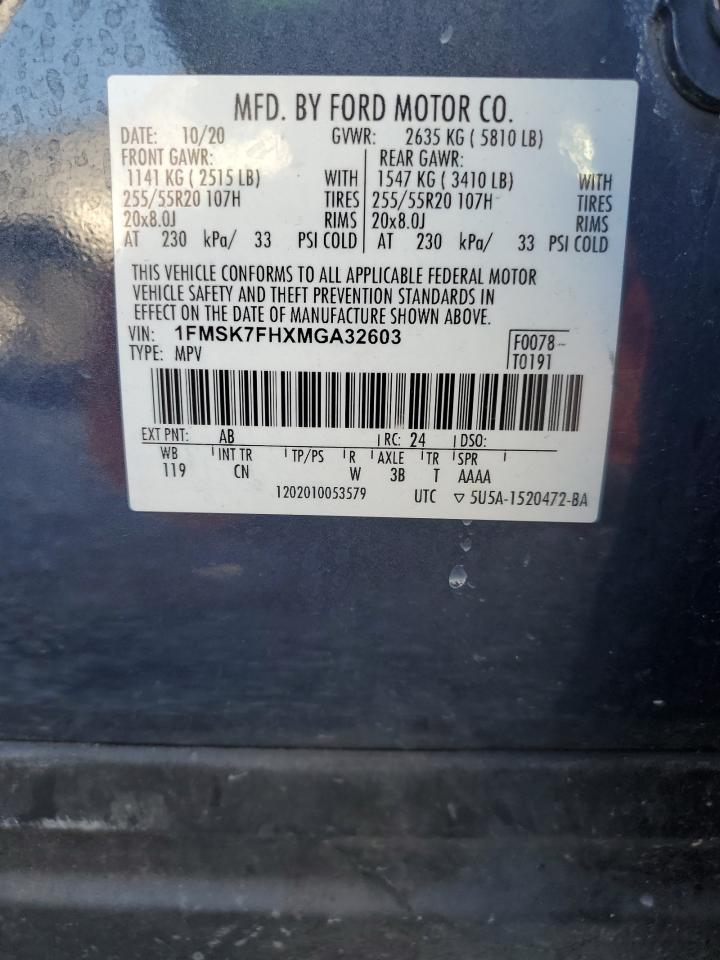 MFD. BY FORD MOTOR CO.
DATE: 10/20 GVWR: 2635 KG ( 5810 LB)
FRONT GAWR: REAR GAWR:
1141 KG ( 2515 LB) WITH 1547 KG ( 3410 LB) WITH
255/55R20 107H TIRES 255/55R20 107H TIRES
20x8.0J RIMS 20x8.0J RIMS
AT 230 kPa/ 33 PSI COLD AT 230 kPa/ 33 PSI COLD
THIS VEHICLE CONFORMS TO ALL APPLICABLE FEDERAL MOTOR
VEHICLE SAFETY AND THEFT PREVENTION STANDARDS IN
EFFECT ON THE DATE OF MANUFACTURE SHOWN ABOVE.
VIN: 1FMSK7FHXMGA32603
TYPE: MPV
F0078-
T0191
EXT PNT: AB RC: 24 DSO:
WB INT TR TP/PS R AXLE TR SPR
119 CN W 3B T AAAA
1202010053579 UTC ▽ 5U5A-1520472-BA